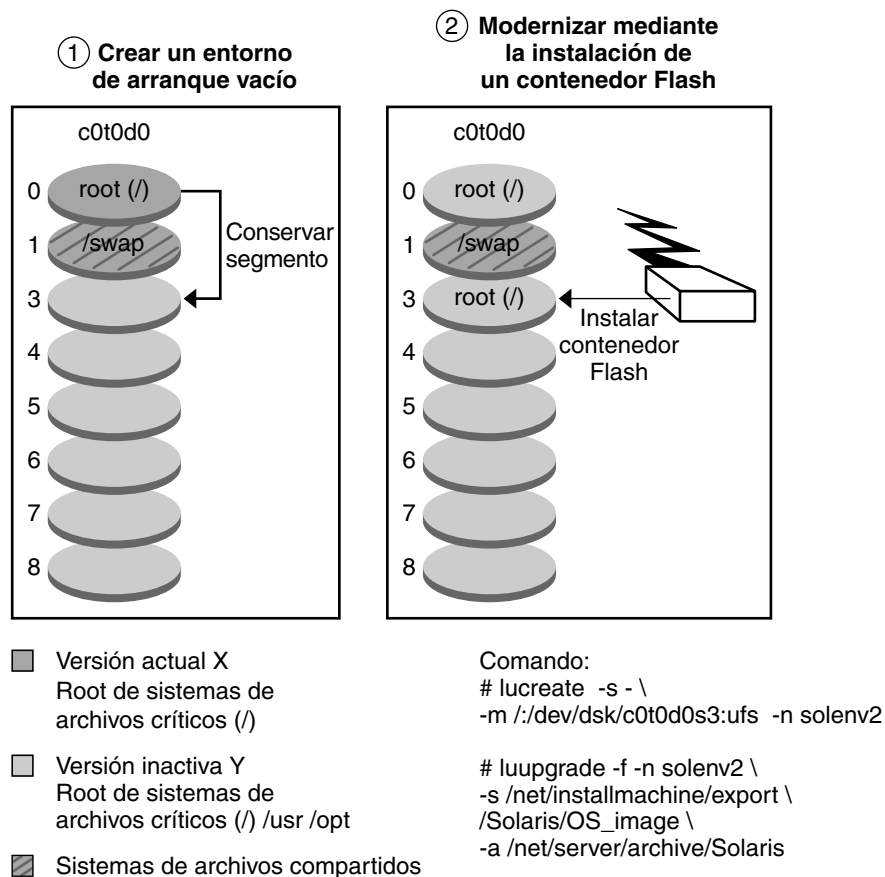 1 Crear un entorno
de arranque vacío
c0t0d0
0 root (/)
1 /swap
Conservar
segmento
3
4
5
6
7
8
2 Modernizar mediante
la instalación de
un contenedor Flash
c0t0d0
0 root (/)
1 /swap
3 root (/)
Instalar
contenedor
Flash
4
5
6
7
8
Versión actual X
Root de sistemas de
archivos críticos (/)
Versión inactiva Y
Root de sistemas de
archivos críticos (/) /usr /opt
Sistemas de archivos compartidos
Comando:
# lucreate -s - \
-m /:/dev/dsk/c0t0d0s3:ufs -n solenv2
# luupgrade -f -n solenv2 \
-s /net/installmachine/export \
/Solaris/OS_image \
-a /net/server/archive/Solaris